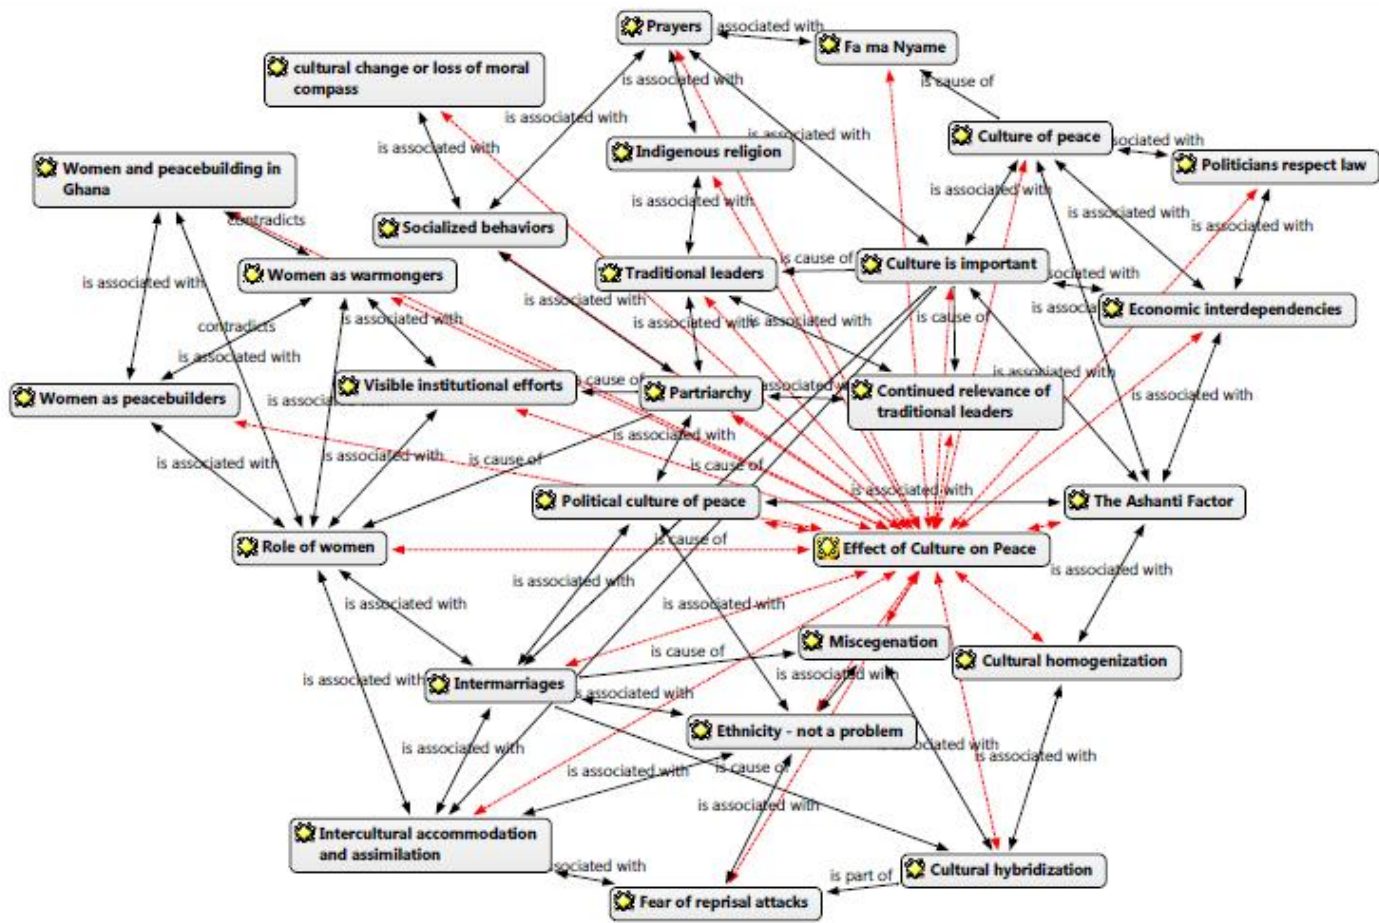 Prayers
associated with
Fa ma Nyame
cultural change or loss of moral
compass
is associated with
is cause of
is associated with
is associated with
Culture of peace
associated with
Women and peacebuilding in
Ghana
is associated with
Indigenous religion
Politicians respect law
is associated with
is associated with
is associated with
contradicts
Socialized behaviors
is associated with
Women as warmongers
Traditional leaders
is cause of
Culture is important
associated with
is associated with
Economic interdependencies
is associated with
is associated with
is associated with
is cause of
contradicts
is associated with
Visible institutional efforts
is cause of
Partriarchy
associated with
Continued relevance of
traditional leaders
is associated with
is associated with
Women as peacebuilders
is associated with
is associated with
is associated with
is cause of
is cause of
Political culture of peace
is associated with
The Ashanti Factor
Role of women
is cause of
Effect of Culture on Peace
is associated with
is associated with
is associated with
is associated with
Miscegenation
is cause of
Cultural homogenization
is associated with
Intermarriages
is associated with
is associated with
Ethnicity - not a problem
is associated with
associated with
is associated with
is associated with
is cause of
is associated with
Intercultural accommodation
and assimilation
associated with
Cultural hybridization
is part of
Fear of reprisal attacks